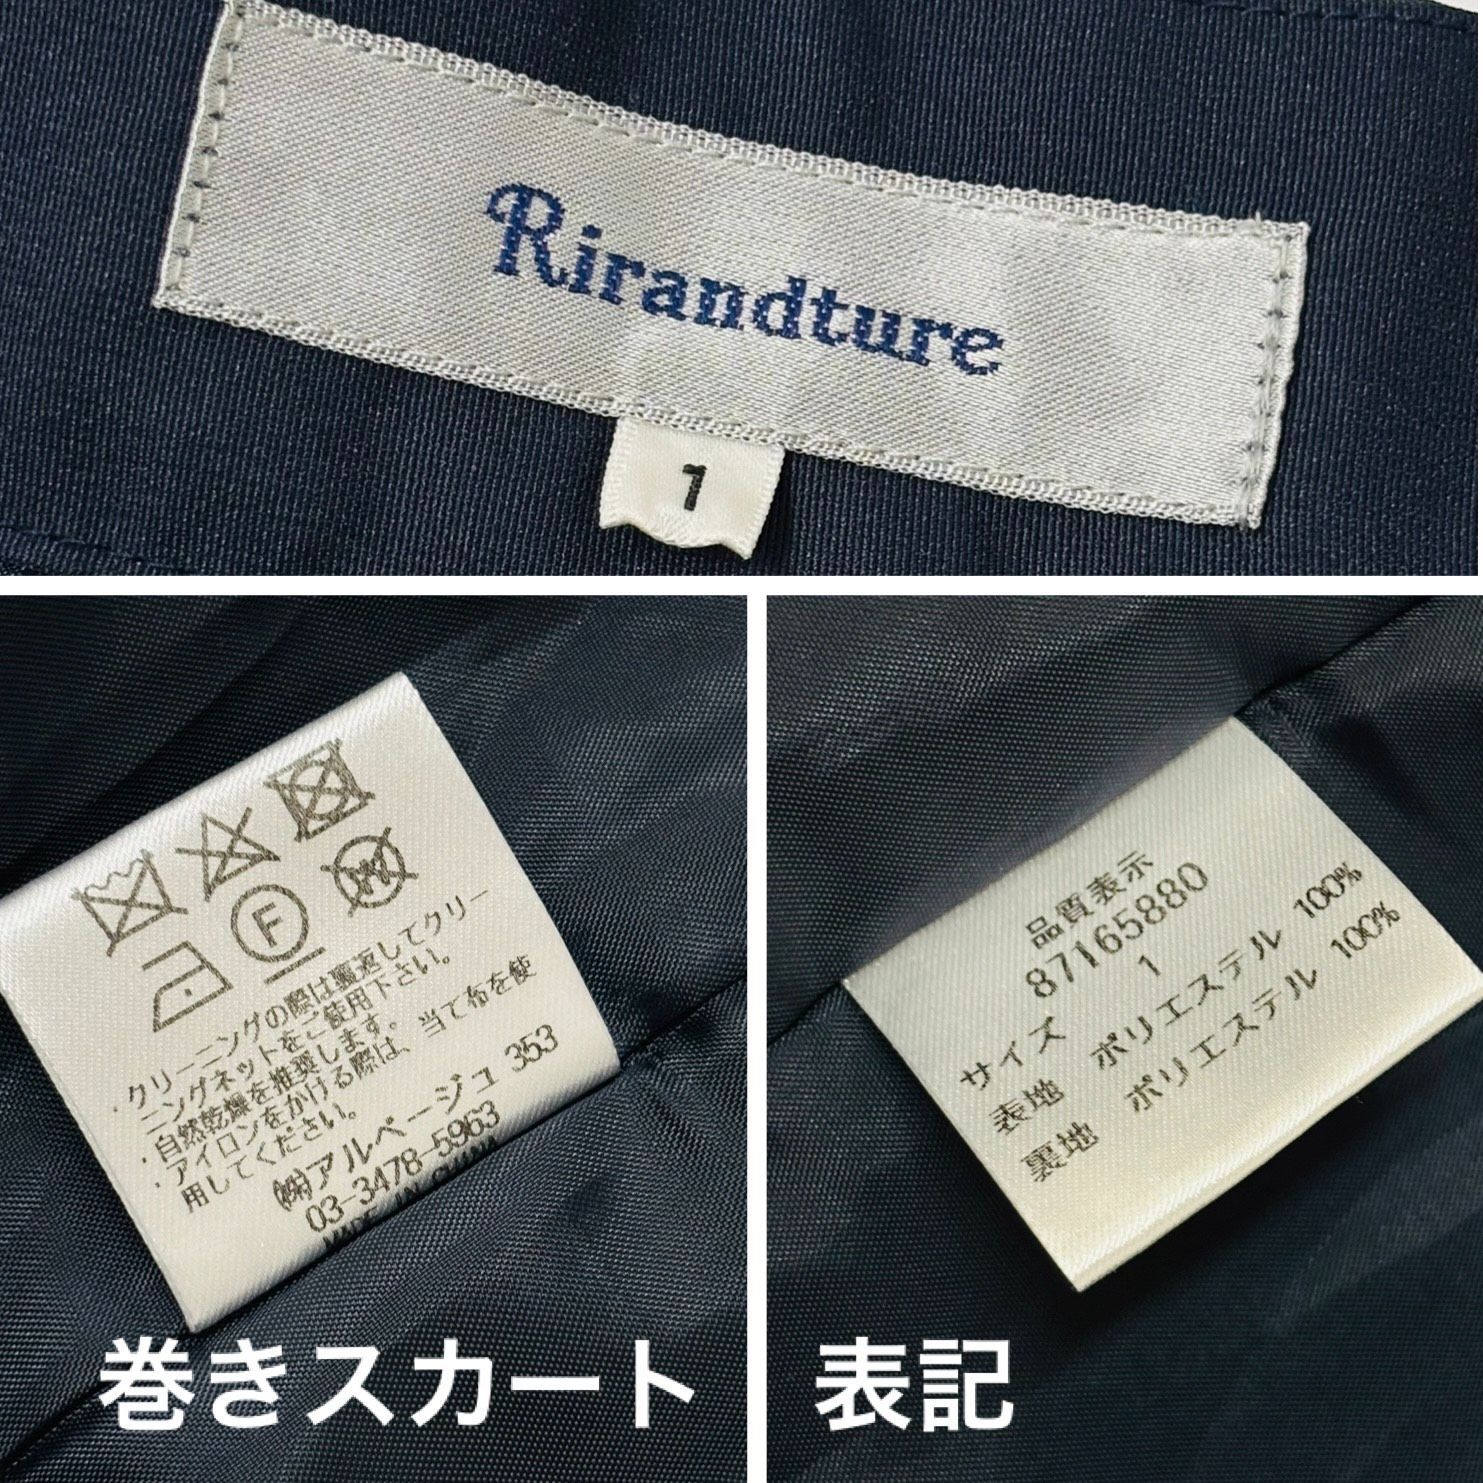 Rirandture
1
F
W
・クリーニングの際は裏返してクリー
ニングネットをご使用下さい。
・自然乾燥を推奨します。
・アイロンをかける際は、当て布を使
用してください。
㈱アルページュ 353
03-3478-5963
MADE IN CHINA
品質表示
87165880
サイズ 1
表地 ポリエステル 100%
裏地 ポリエステル 100%
巻きスカート 表記